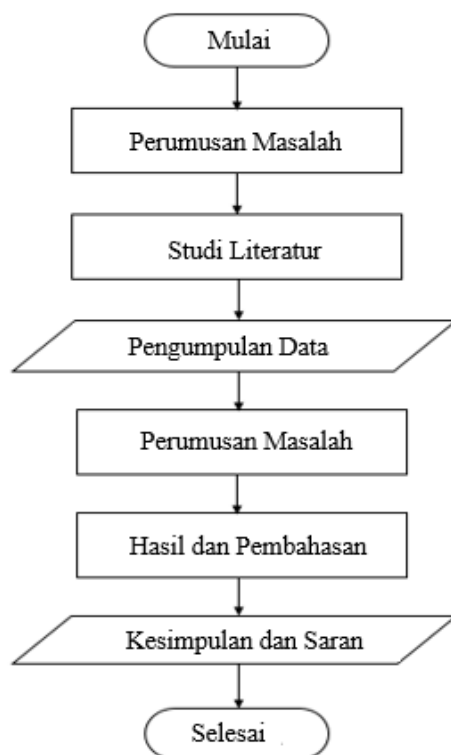 Mulai
Perumusan Masalah
Studi Literatur
Pengumpulan Data
Perumusan Masalah
Hasil dan Pembahasan
Kesimpulan dan Saran
Selesai